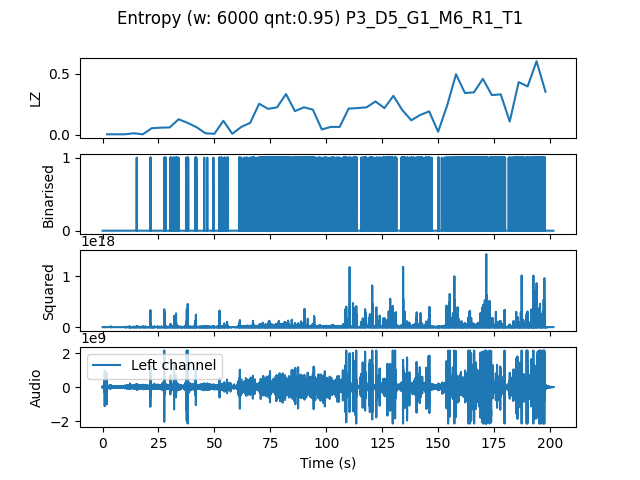 Entropy (w: 6000 qnt:0.95) P3_D5_G1_M6_R1_T1
LZ
0.5
0.0
Binarised
1
0
1e18
Squared
1
0
1e9
Audio
2
0
−2
Left channel
0 25 50 75 100 125 150 175 200
Time (s)